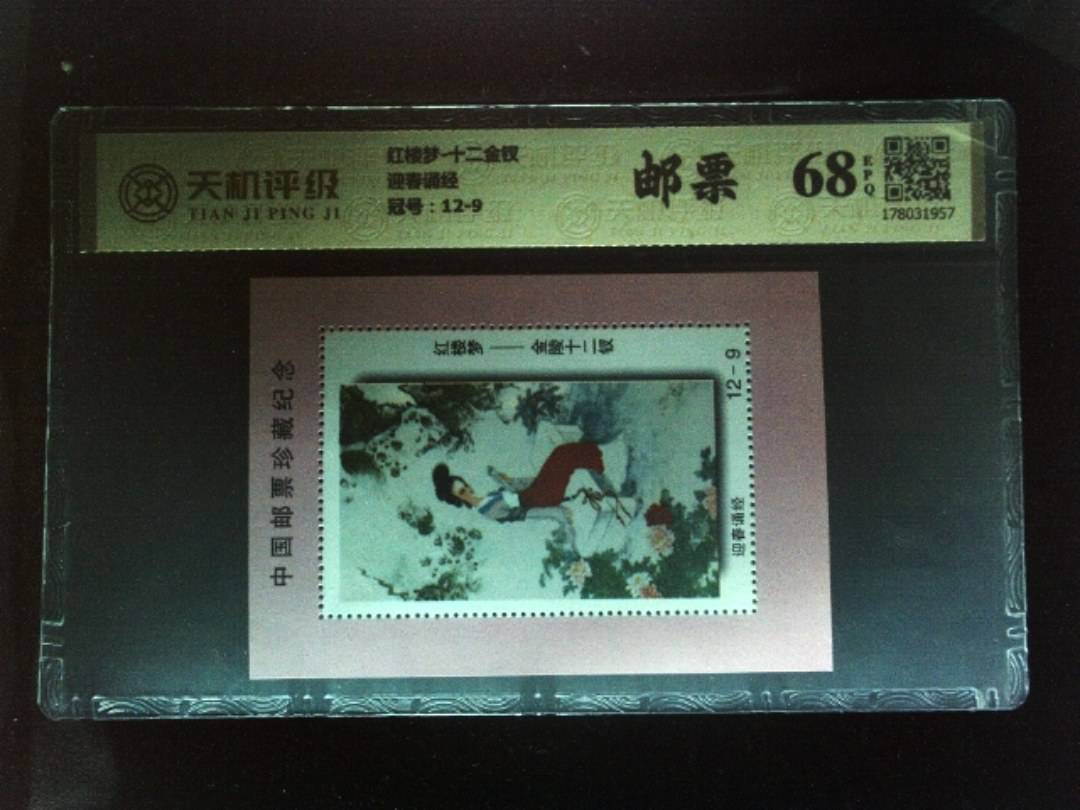 天机评级
TIAN JI PING JI
红楼梦-十二金钗
迎春诵经
冠号：12-9
邮票
68
EPQ
178031957
中国邮票珍藏纪念
红楼梦——金陵十二钗
12-9
迎春诵经